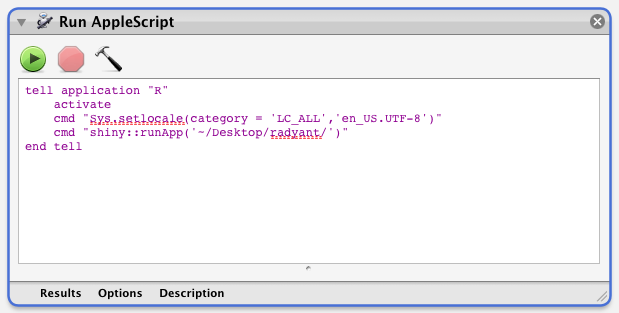 Run AppleScript
tell application "R"
    activate
    cmd "Sys.setlocale(category = 'LC_ALL','en_US.UTF-8')"
    cmd "shiny::runApp('~/Desktop/radyant/')"
end tell
Results Options Description